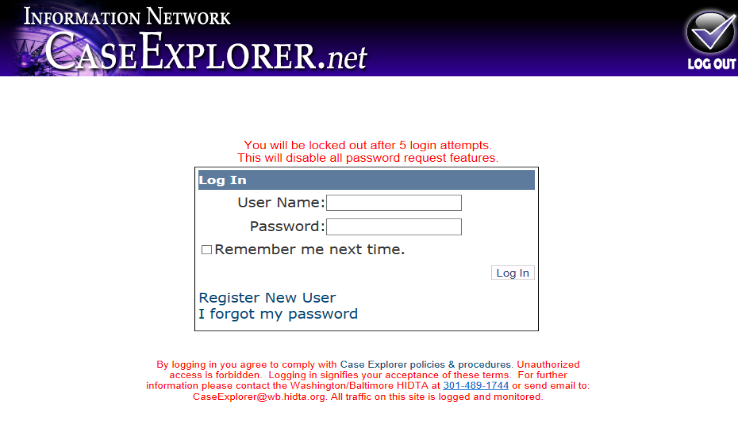 INFORMATION NETWORK
CASEEXPLORER.net
LOG OUT
You will be locked out after 5 login attempts.
This will disable all password request features.
Log In
User Name:
Password:
Remember me next time.
Log In
Register New User
I forgot my password
By logging in you agree to comply with Case Explorer policies & procedures. Unauthorized
access is forbidden. Logging in signifies your acceptance of these terms. For further
information please contact the Washington/Baltimore HIDTA at 301-489-1744 or send email to:
CaseExplorer@wb.hidta.org. All traffic on this site is logged and monitored.